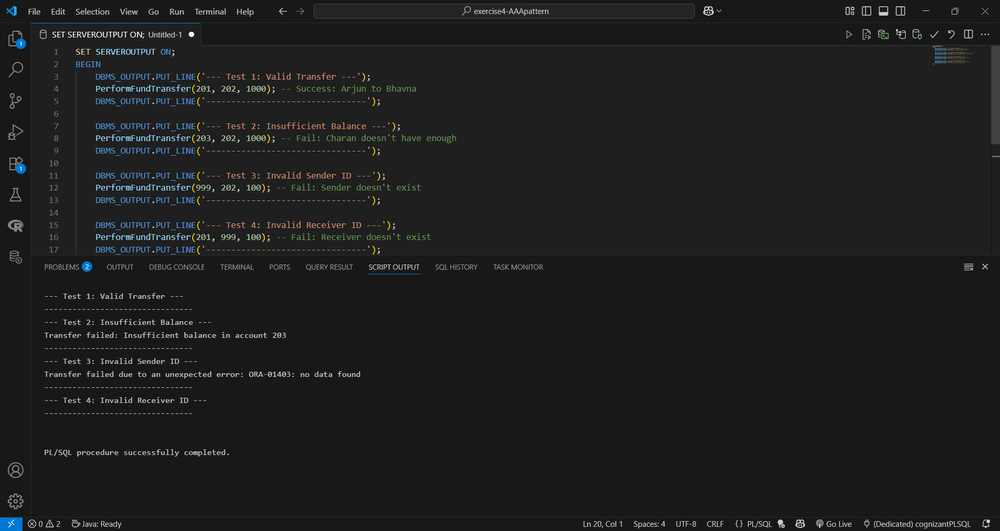 File Edit Selection View Go Run Terminal Help
exercise4-AAApattern
SET SERVEROUTPUT ON; Untitled-1
1 SET SERVEROUTPUT ON;
2 BEGIN
3 DBMS_OUTPUT.PUT_LINE('--- Test 1: Valid Transfer ---');
4 PerformFundTransfer(201, 202, 1000); -- Success: Arjun to Bhavna
5 DBMS_OUTPUT.PUT_LINE('--------------------------------');
6
7 DBMS_OUTPUT.PUT_LINE('--- Test 2: Insufficient Balance ---');
8 PerformFundTransfer(203, 202, 1000); -- Fail: Charan doesn't have enough
9 DBMS_OUTPUT.PUT_LINE('--------------------------------');
10
11 DBMS_OUTPUT.PUT_LINE('--- Test 3: Invalid Sender ID ---');
12 PerformFundTransfer(999, 202, 100); -- Fail: Sender doesn't exist
13 DBMS_OUTPUT.PUT_LINE('--------------------------------');
14
15 DBMS_OUTPUT.PUT_LINE('--- Test 4: Invalid Receiver ID ---');
16 PerformFundTransfer(201, 999, 100); -- Fail: Receiver doesn't exist
17 DBMS_OUTPUT.PUT_LINE('--------------------------------');
1
1
PROBLEMS 2 OUTPUT DEBUG CONSOLE TERMINAL PORTS QUERY RESULT SCRIPT OUTPUT SQL HISTORY TASK MONITOR
--- Test 1: Valid Transfer ---
--------------------------------
--- Test 2: Insufficient Balance ---
Transfer failed: Insufficient balance in account 203
--------------------------------
--- Test 3: Invalid Sender ID ---
Transfer failed due to an unexpected error: ORA-01403: no data found
--------------------------------
--- Test 4: Invalid Receiver ID ---
--------------------------------
PL/SQL procedure successfully completed.
0 2 Java: Ready Ln 20, Col 1 Spaces: 4 UTF-8 CRLF {} PL/SQL Go Live (Dedicated) cognizantPLSQL